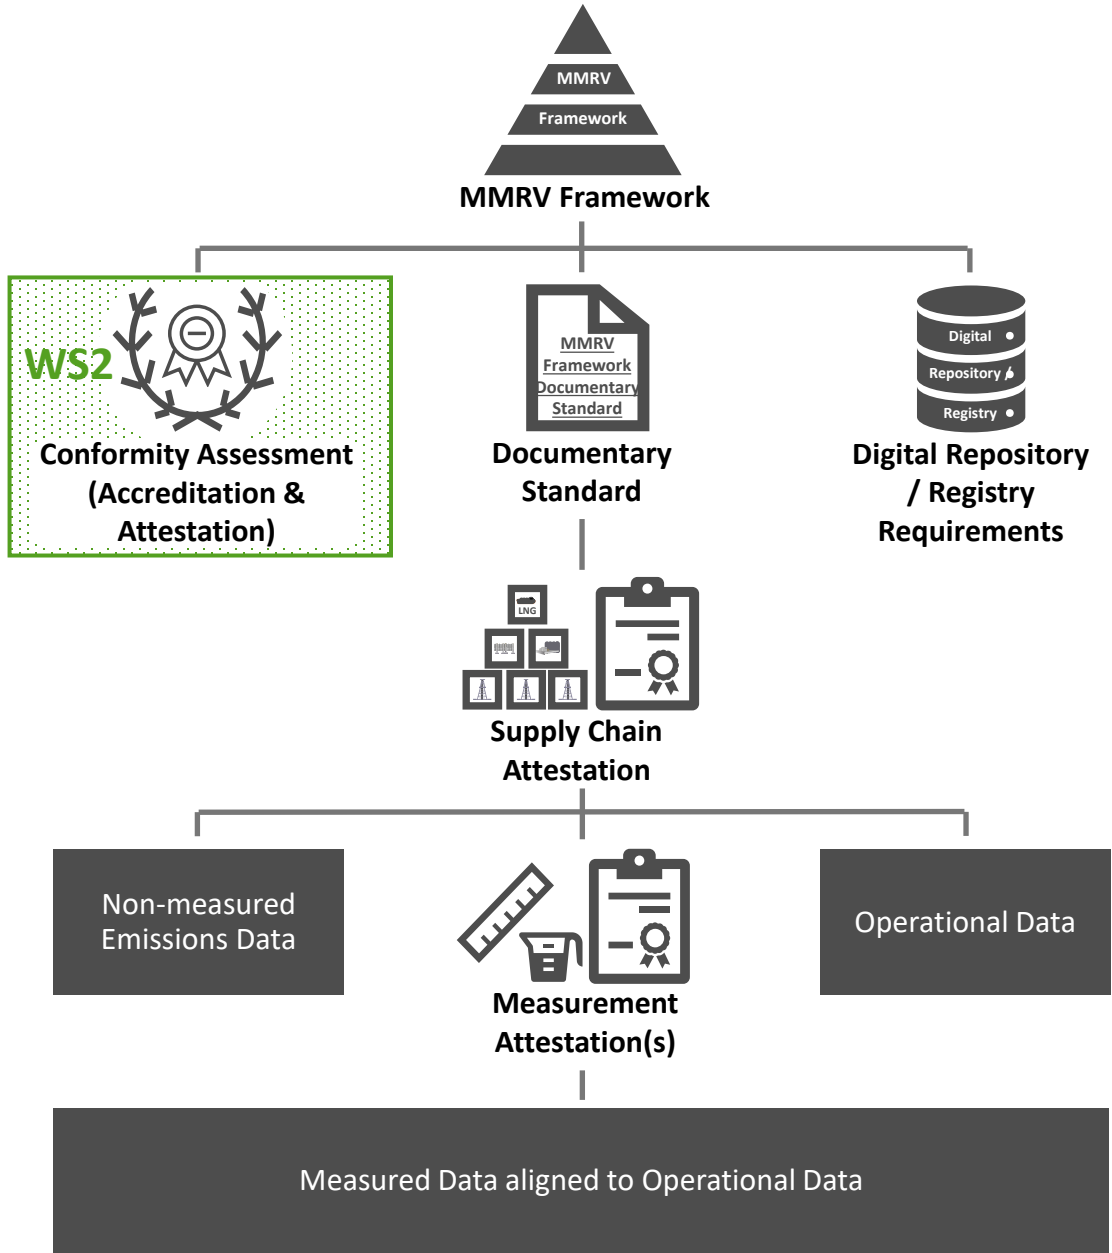 MMRV
Framework
MMRV Framework
WS2
Conformity Assessment
(Accreditation &
Attestation)
MMRV
Framework
Documentary
Standard
Documentary
Standard
Digital
Repository /
Registry
Digital Repository
/ Registry
Requirements
LNG
Supply Chain
Attestation
Non-measured
Emissions Data
Measurement
Attestation(s)
Operational Data
Measured Data aligned to Operational Data